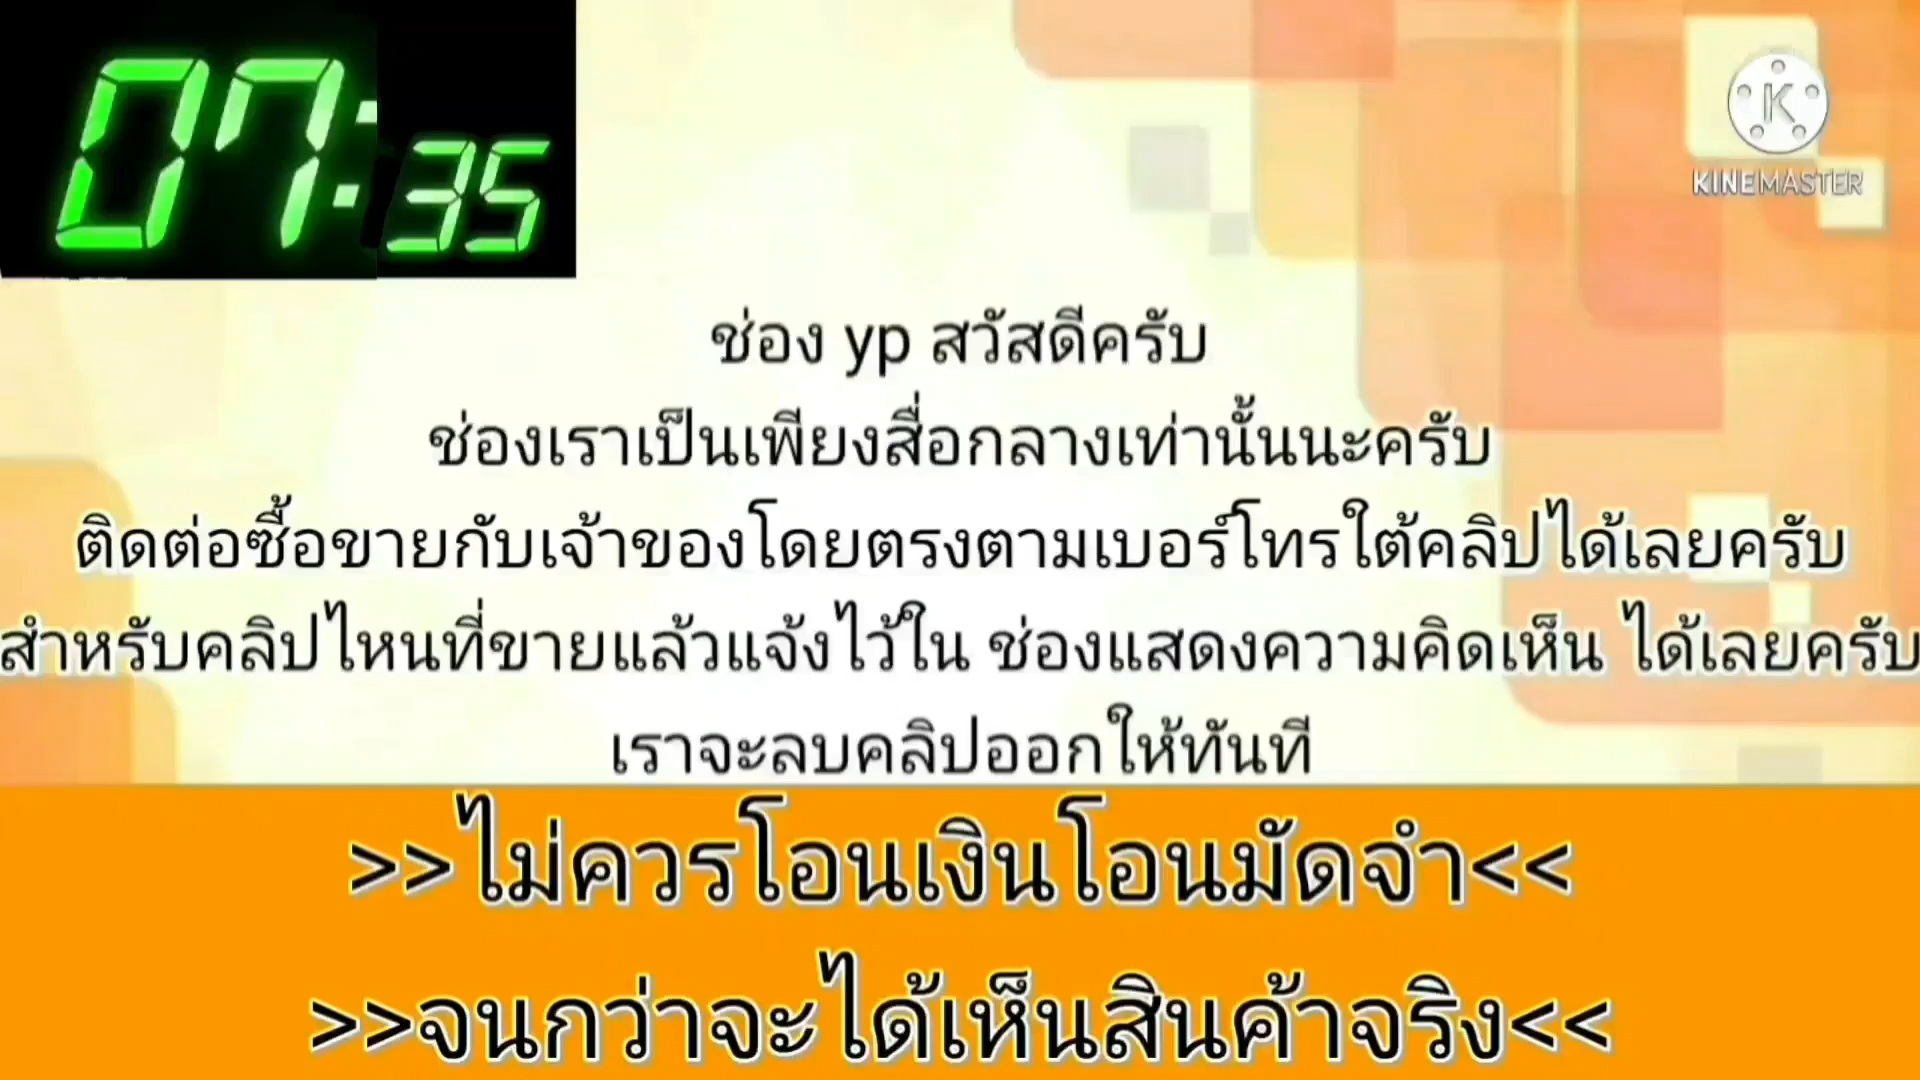 07:35
KINEMASTER
ช่อง yp สวัสดีครับ
ช่องเราเป็นเพียงสื่อกลางเท่านั้นนะครับ
ติดต่อซื้อขายกับเจ้าของโดยตรงตามเบอร์โทรใต้คลิปได้เลยครับ
สำหรับคลิปไหนที่ขายแล้วแจ้งไว้ใน ช่องแสดงความคิดเห็น ได้เลยครับ
เราจะลบคลิปออกให้ทันที
>>ไม่ควรโอนเงินโอนมัดจำ<<
>>จนกว่าจะได้เห็นสินค้าจริง<<